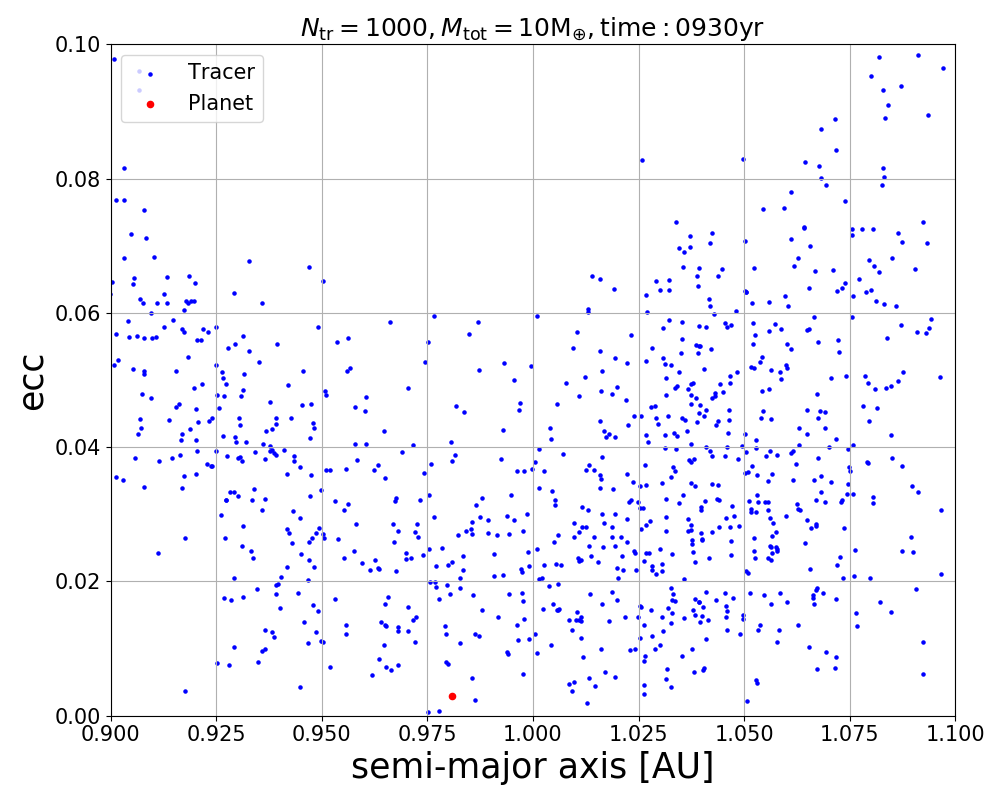 N_tr = 1000, M_tot = 10M_⊕, time : 0930yr
Tracer
Planet
0.10
0.08
0.06
0.04
0.02
0.00
ecc
0.900 0.925 0.950 0.975 1.000 1.025 1.050 1.075 1.100
semi-major axis [AU]